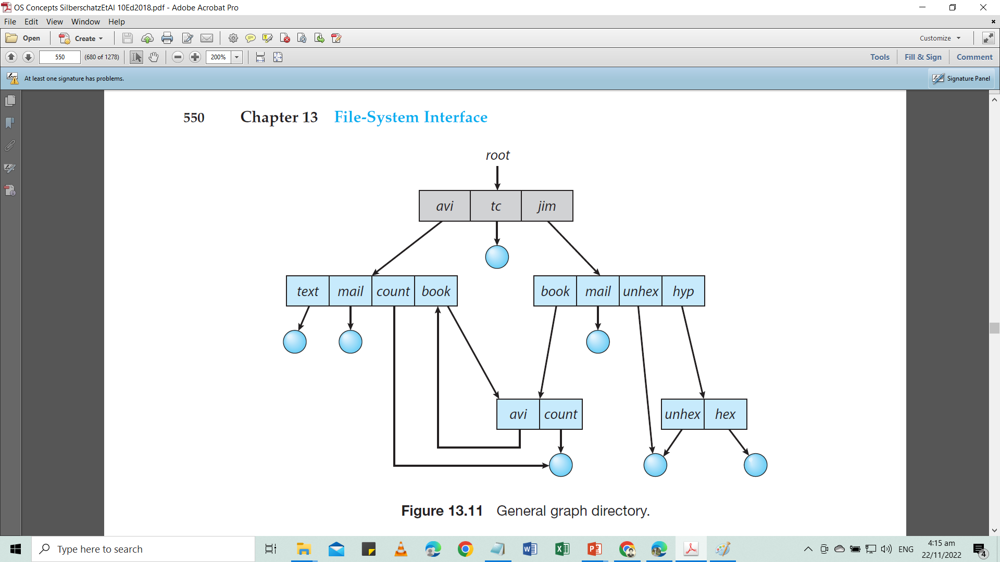 OS Concepts SilberschatzEtAl 10Ed2018.pdf - Adobe Acrobat Pro
File Edit View Window Help
Open Create Customize
550 (680 of 1278) 200% Tools Fill & Sign Comment
At least one signature has problems. Signature Panel
550 Chapter 13 File-System Interface
root
avi tc jim
text mail count book book mail unhex hyp
avi count unhex hex
Figure 13.11 General graph directory.
Type here to search
ENG
4:15 am
22/11/2022
4